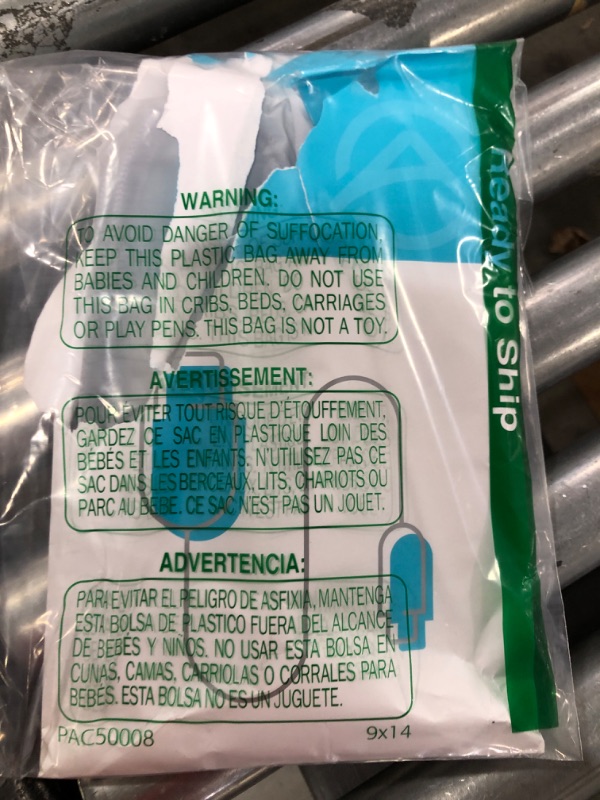 Ready to Ship
WARNING:
TO AVOID DANGER OF SUFFOCATION,
KEEP THIS PLASTIC BAG AWAY FROM
BABIES AND CHILDREN. DO NOT USE
THIS BAG IN CRIBS, BEDS, CARRIAGES
OR PLAY PENS. THIS BAG IS NOT A TOY.
AVERTISSEMENT:
POUR ÉVITER TOUT RISQUE D'ÉTOUFFEMENT,
GARDEZ CE SAC EN PLASTIQUE LOIN DES
BÉBÉS ET LES ENFANTS. N'UTILISEZ PAS CE
SAC DANS LES BERCEAUX, LITS, CHARIOTS OU
PARC AU BEBE. CE SAC N'EST PAS UN JOUET.
ADVERTENCIA:
PARA EVITAR EL PELIGRO DE ASFIXIA, MANTENGA
ESTA BOLSA DE PLASTICO FUERA DEL ALCANCE
DE BEBÉS Y NINOS. NO USAR ESTA BOLSA EN
CUNAS, CAMAS, CARRIOLAS O CORRALES PARA
BEBÉS. ESTA BOLSA NO ES UN JUGUETE.
PAC50008
9x14